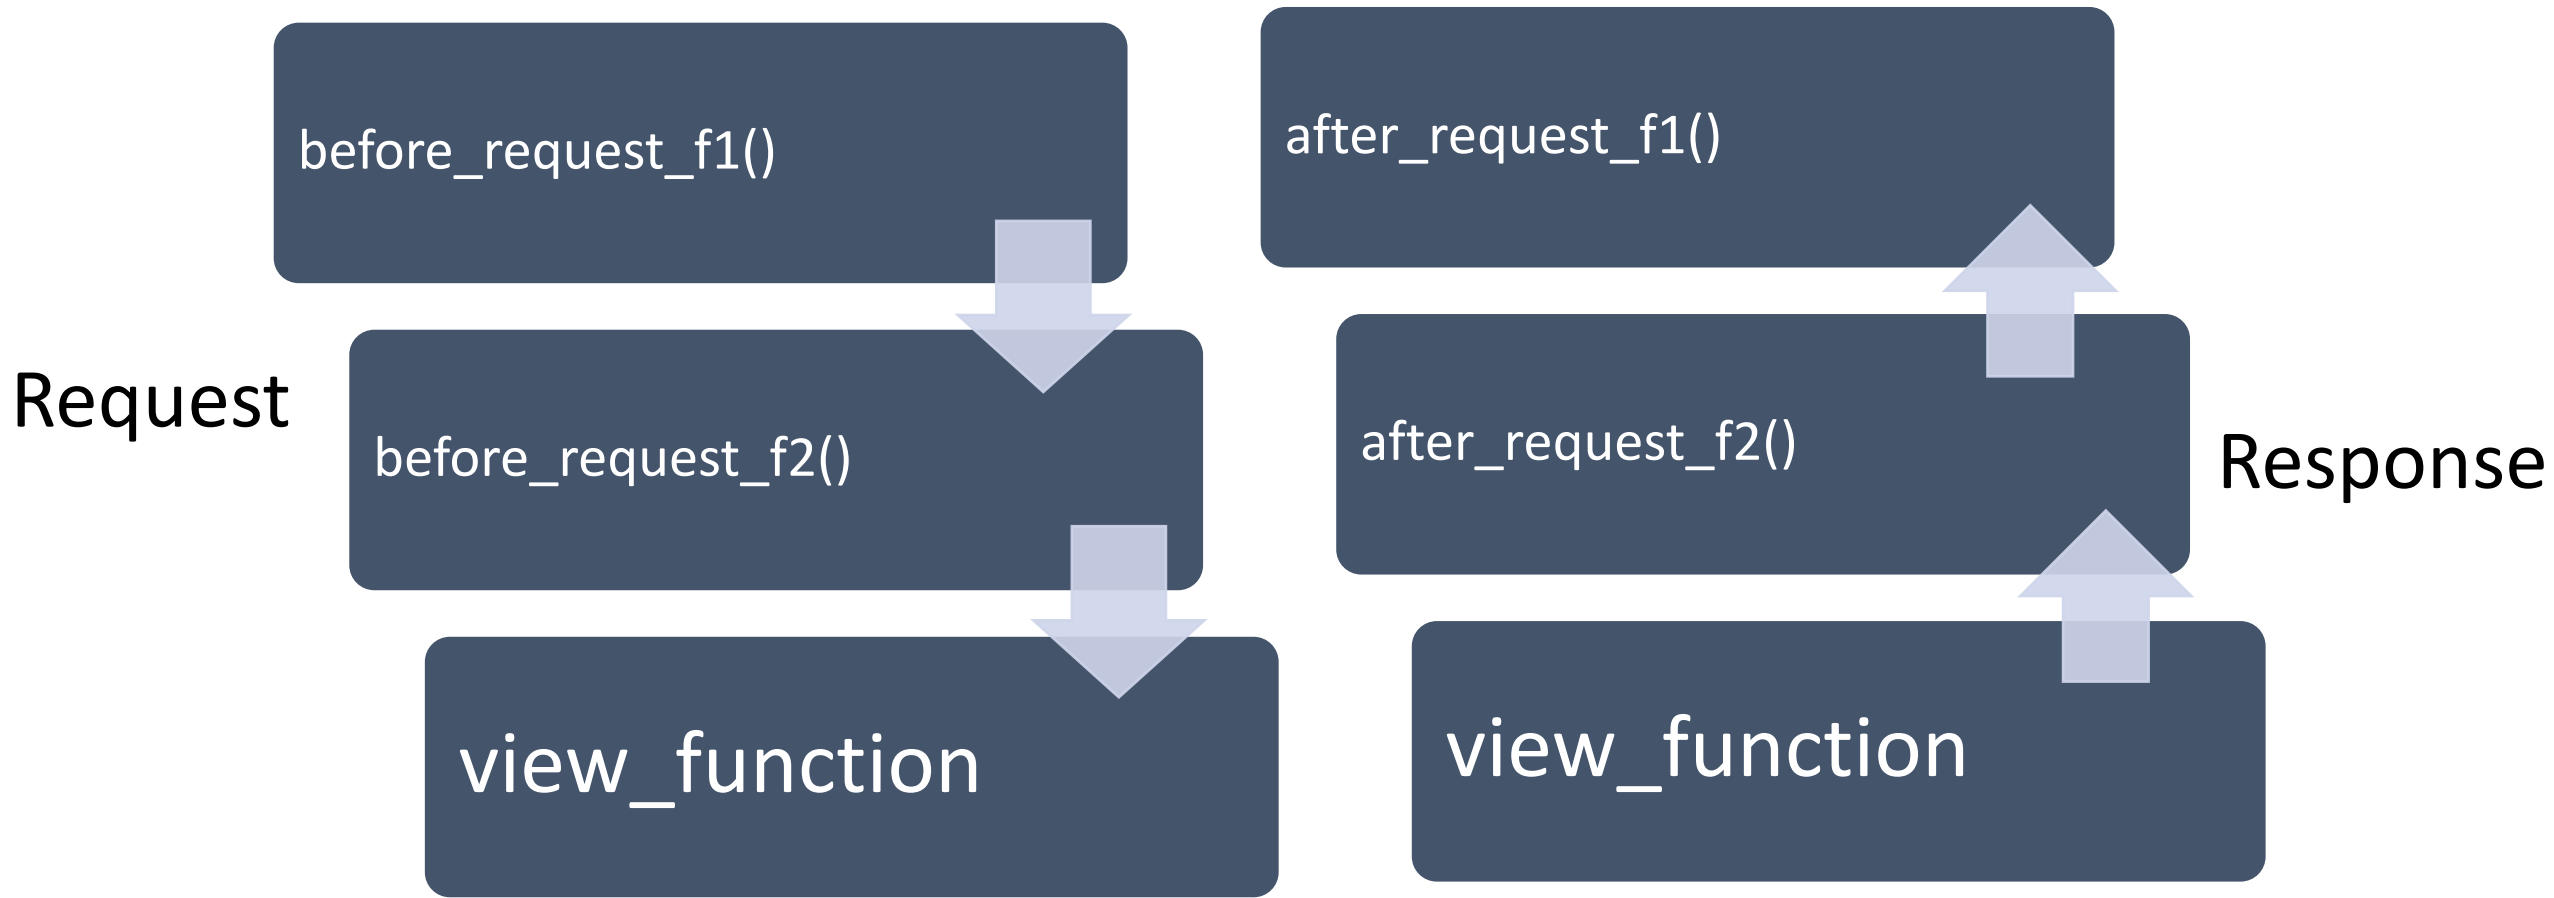 Request
before_request_f1()
before_request_f2()
view_function
after_request_f1()
after_request_f2()
view_function
Response